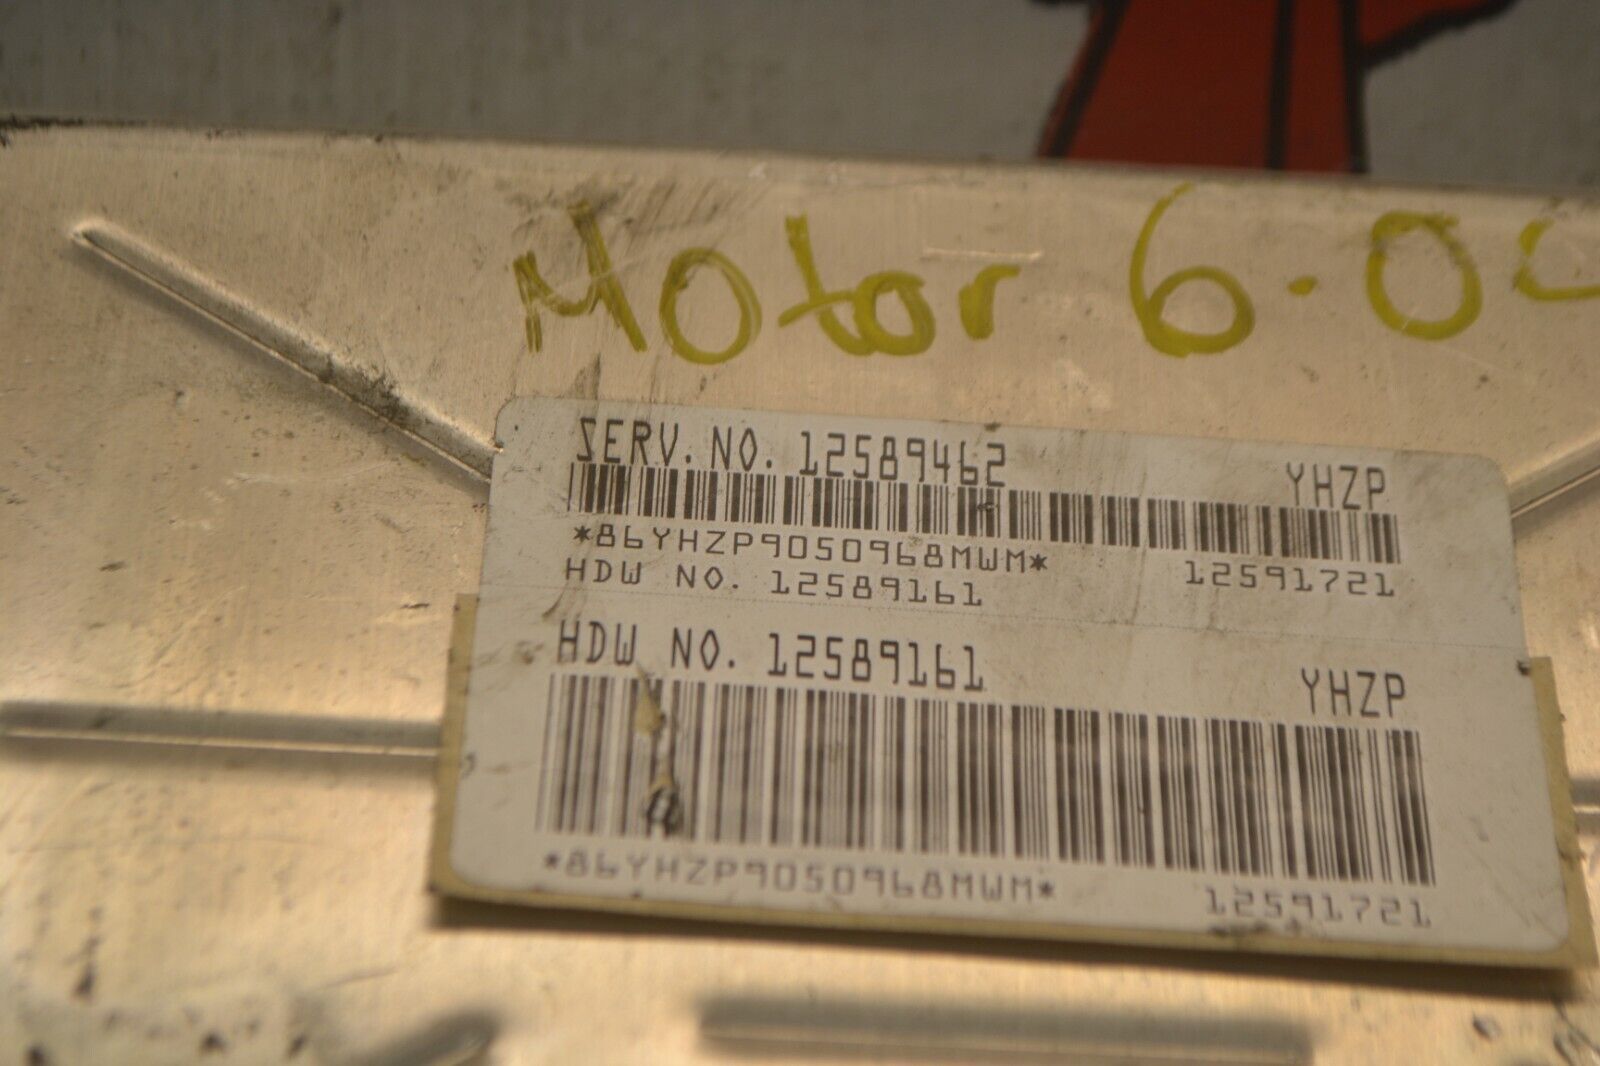 Motor 6.0
SERV. NO. 12589462 YHZP
*86YHZP9050968MWM* 12591721
HDW NO. 12589161
HDW NO. 12589161 YHZP
*86YHZP9050968MWM* 12591721